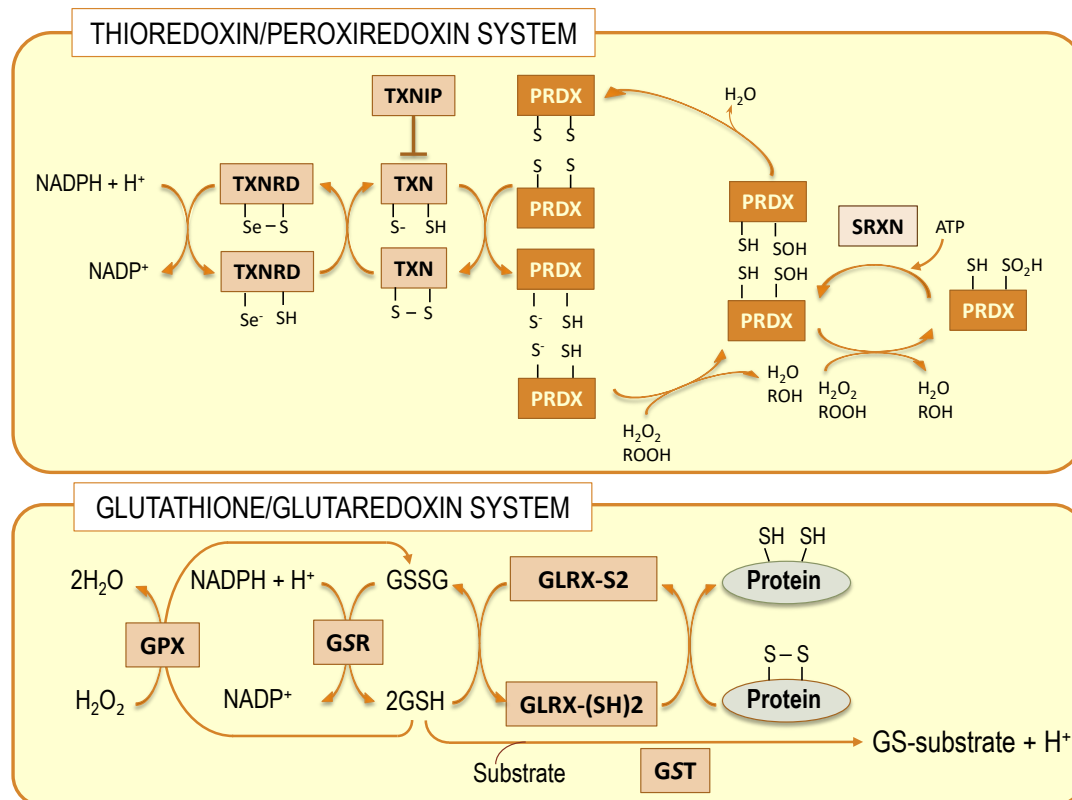 THIOREDOXIN/PEROXIREDOXIN SYSTEM
TXNIP
PRDX
S S
H₂O
NADPH + H⁺
TXNRD
Se – S
TXN
S- SH
S S
PRDX
NADP⁺
TXNRD
Se⁻ SH
TXN
S – S
PRDX
S⁻ SH
S⁻ SH
PRDX
PRDX
SH SOH
SH SOH
PRDX
SRXN
ATP
SH SO₂H
PRDX
H₂O₂
ROOH
H₂O
ROH
H₂O₂
ROOH
H₂O
ROH
GLUTATHIONE/GLUTAREDOXIN SYSTEM
2H₂O
GPX
H₂O₂
NADPH + H⁺
GSR
NADP⁺
GSSG
2GSH
GLRX-S2
GLRX-(SH)2
SH SH
Protein
S – S
Protein
Substrate
GST
GS-substrate + H⁺